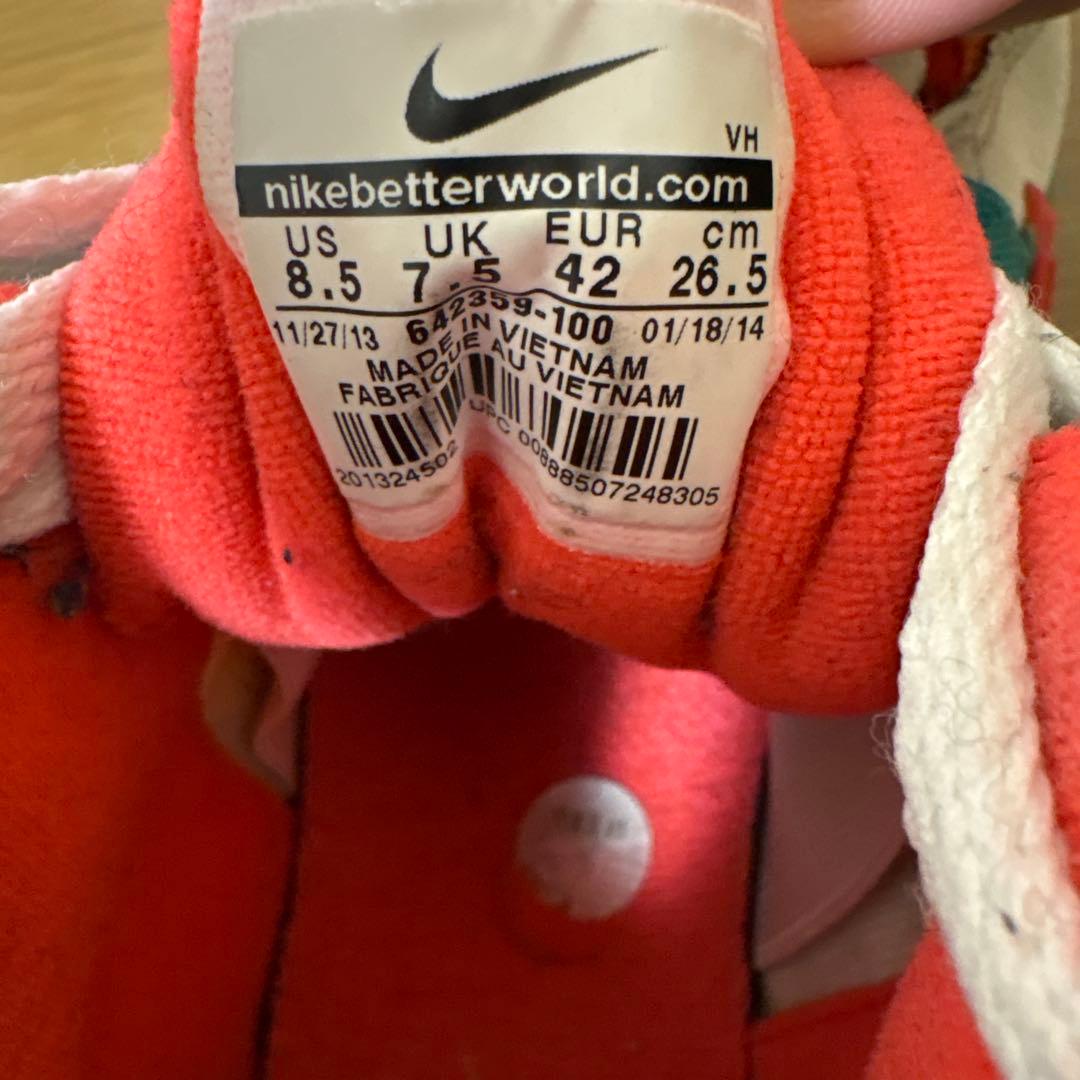 VH
nikebetterworld.com
US UK EUR cm
8.5 7.5 42 26.5
11/27/13 642359-100 01/18/14
MADE IN VIETNAM
FABRIQUE AU VIETNAM
201324502 UPC 00888507248305